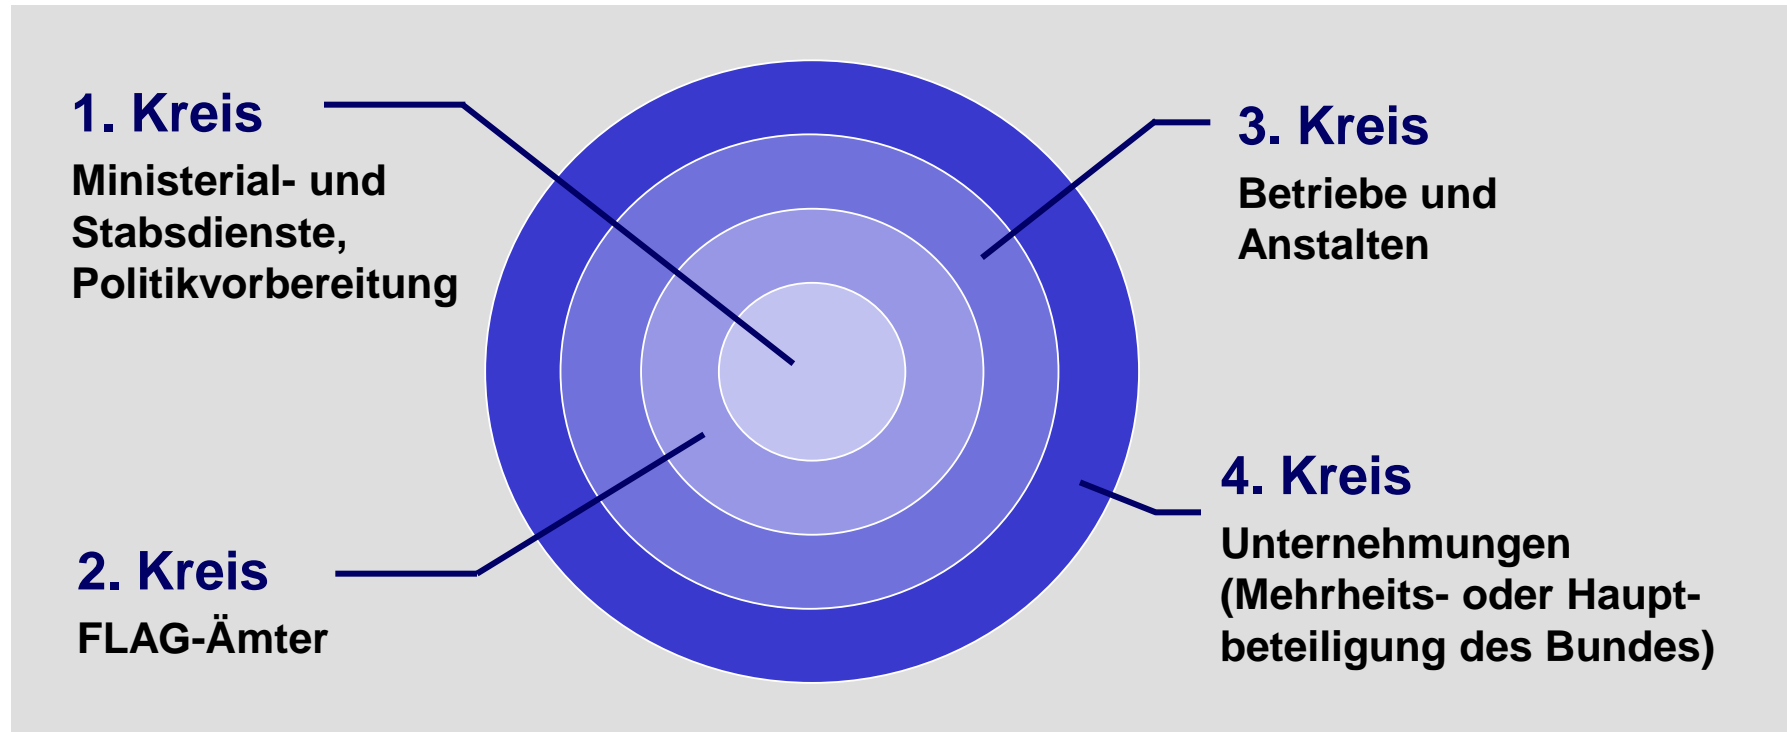 1. Kreis
Ministerial- und
Stabsdienste,
Politikvorbereitung
2. Kreis
FLAG-Ämter
3. Kreis
Betriebe und
Anstalten
4. Kreis
Unternehmungen
(Mehrheits- oder Haupt-
beteiligung des Bundes)